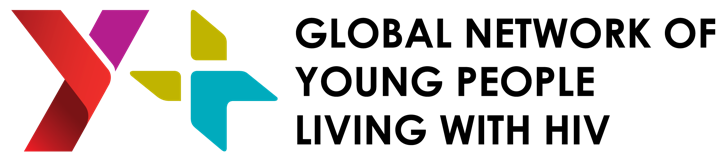 Y+
GLOBAL NETWORK OF
YOUNG PEOPLE
LIVING WITH HIV